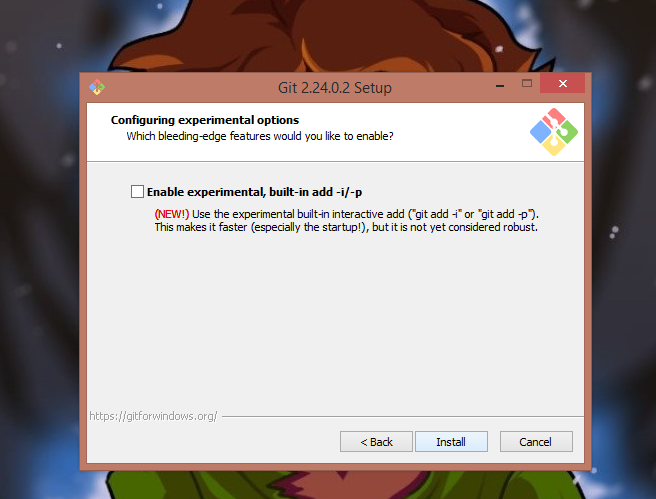 Git 2.24.0.2 Setup
Configuring experimental options
Which bleeding-edge features would you like to enable?
Enable experimental, built-in add -i/-p
(NEW!) Use the experimental built-in interactive add ("git add -i" or "git add -p").
This makes it faster (especially the startup!), but it is not yet considered robust.
https://gitforwindows.org/
< Back
Install
Cancel